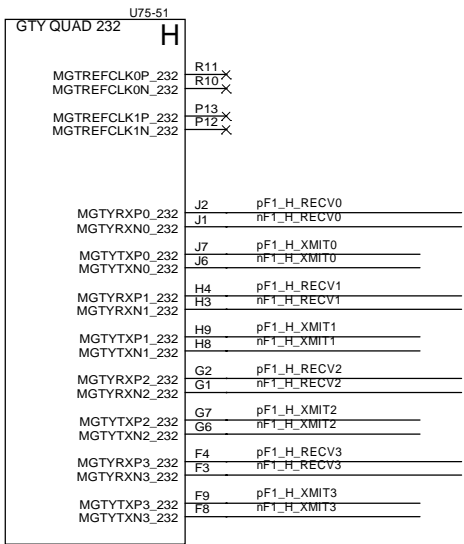 U75-51
GTY QUAD 232
H
MGTREFCLK0P_232 R11
MGTREFCLK0N_232 R10
MGTREFCLK1P_232 P13
MGTREFCLK1N_232 P12
MGTYRXP0_232 J2 pF1_H_RECV0
MGTYRXN0_232 J1 nF1_H_RECV0
MGTYTXP0_232 J7 pF1_H_XMIT0
MGTYTXN0_232 J6 nF1_H_XMIT0
MGTYRXP1_232 H4 pF1_H_RECV1
MGTYRXN1_232 H3 nF1_H_RECV1
MGTYTXP1_232 H9 pF1_H_XMIT1
MGTYTXN1_232 H8 nF1_H_XMIT1
MGTYRXP2_232 G2 pF1_H_RECV2
MGTYRXN2_232 G1 nF1_H_RECV2
MGTYTXP2_232 G7 pF1_H_XMIT2
MGTYTXN2_232 G6 nF1_H_XMIT2
MGTYRXP3_232 F4 pF1_H_RECV3
MGTYRXN3_232 F3 nF1_H_RECV3
MGTYTXP3_232 F9 pF1_H_XMIT3
MGTYTXN3_232 F8 nF1_H_XMIT3